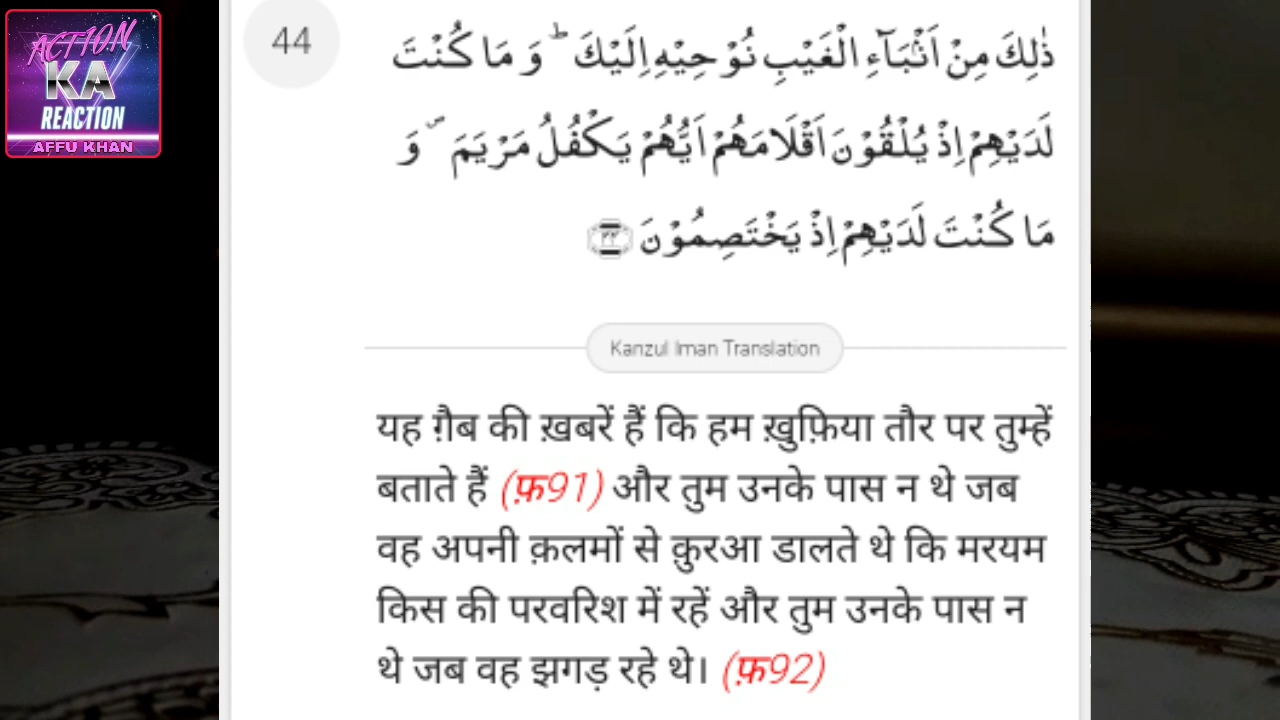 ACTION
KA
REACTION
AFFU KHAN
44
ذٰلِكَ مِنْ اَنْۢبَآءِ الْغَیْبِ نُوْحِیْهِ اِلَیْكَ ؕ وَ مَا كُنْتَ
لَدَیْهِمْ اِذْ یُلْقُوْنَ اَقْلَامَهُمْ اَیُّهُمْ یَكْفُلُ مَرْیَمَ ۪ وَ
مَا كُنْتَ لَدَیْهِمْ اِذْ یَخْتَصِمُوْنَ ۴۴
Kanzul Iman Translation
यह ग़ैब की ख़बरें हैं कि हम ख़ुफ़िया तौर पर तुम्हें
बताते हैं (फ़91) और तुम उनके पास न थे जब
वह अपनी क़लमों से क़ुरआ डालते थे कि मरयम
किस की परवरिश में रहें और तुम उनके पास न
थे जब वह झगड़ रहे थे। (फ़92)